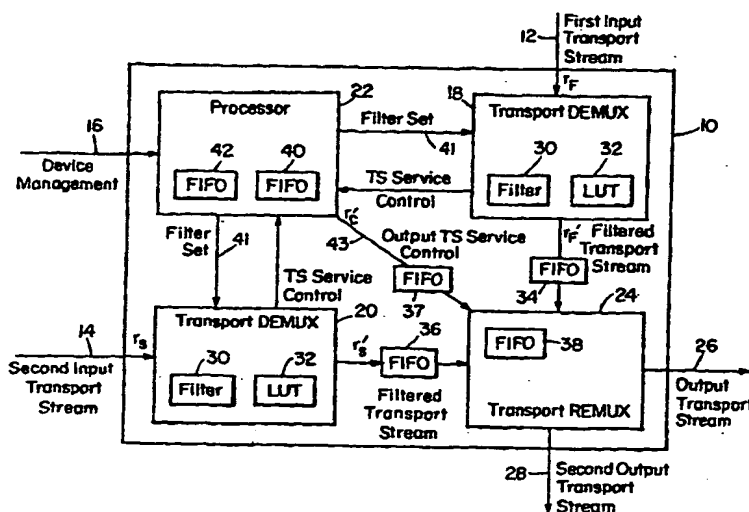 First Input
Transport
Stream
12
rF
22
Processor
18
Transport DEMUX
10
Filter Set
41
16
Device
Management
42
FIFO
40
FIFO
30
Filter
32
LUT
TS Service
Control
r'C
43
Filter
Set
41
Output TS Service
Control
r'F
Filtered
Transport
Stream
FIFO
34
FIFO
37
24
TS Service
Control
20
Transport DEMUX
14
rS
Second Input
Transport
Stream
30
Filter
32
LUT
r'S
36
FIFO
Filtered
Transport
Stream
FIFO
38
Transport REMUX
26
Output
Transport
Stream
28
Second Output
Transport
Stream